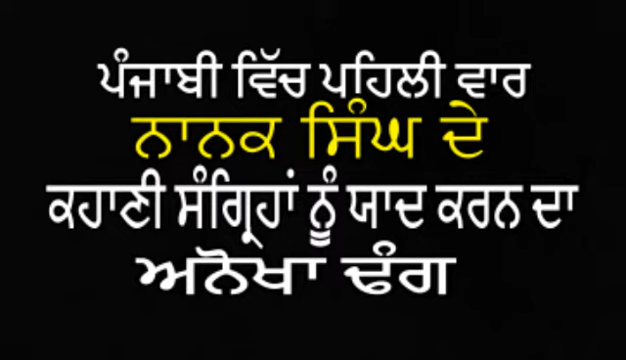 ਪੰਜਾਬੀ ਵਿੱਚ ਪਹਿਲੀ ਵਾਰ
ਨਾਨਕ ਸਿੰਘ ਦੇ
ਕਹਾਣੀ ਸੰਗ੍ਰਿਹਾਂ ਨੂੰ ਯਾਦ ਕਰਨ ਦਾ
ਅਨੋਖਾ ਢੰਗ